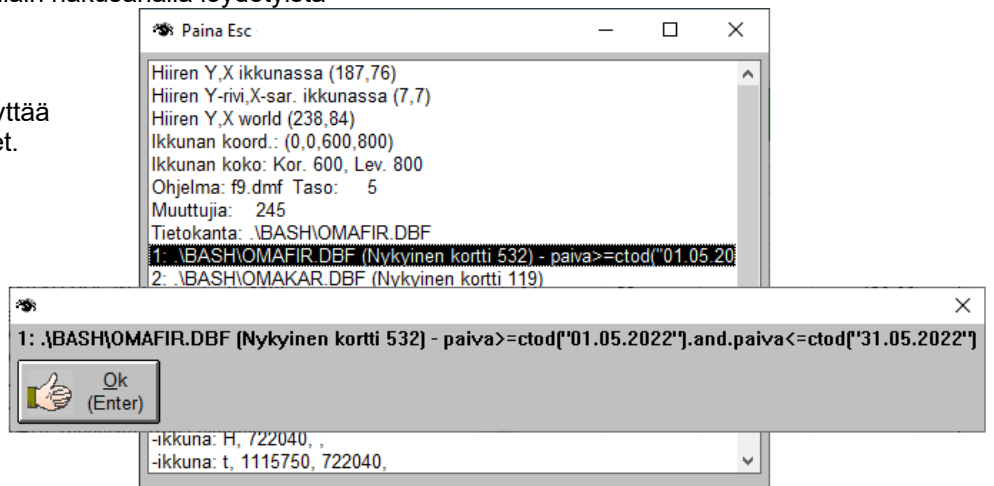 Paina Esc
Hiiren Y,X ikkunassa (187,76)
Hiiren Y-rivi,X-sar. ikkunassa (7,7)
Hiiren Y,X world (238,84)
Ikkunan koord.: (0,0,600,800)
Ikkunan koko: Kor. 600, Lev. 800
Ohjelma: f9.dmf Taso: 5
Muuttujia: 245
Tietokanta: .\BASH\OMAFIR.DBF
1: .\BASH\OMAFIR.DBF (Nykyinen kortti 532) - paiva>=ctod("01.05.20
2: .\BASH\OMAKAR.DBF (Nykyinen kortti 119)
1: .\BASH\OMAFIR.DBF (Nykyinen kortti 532) - paiva>=ctod("01.05.2022").and.paiva<=ctod("31.05.2022")
Ok
(Enter)
-ikkuna: H, 722040, ,
-ikkuna: t, 1115750, 722040,